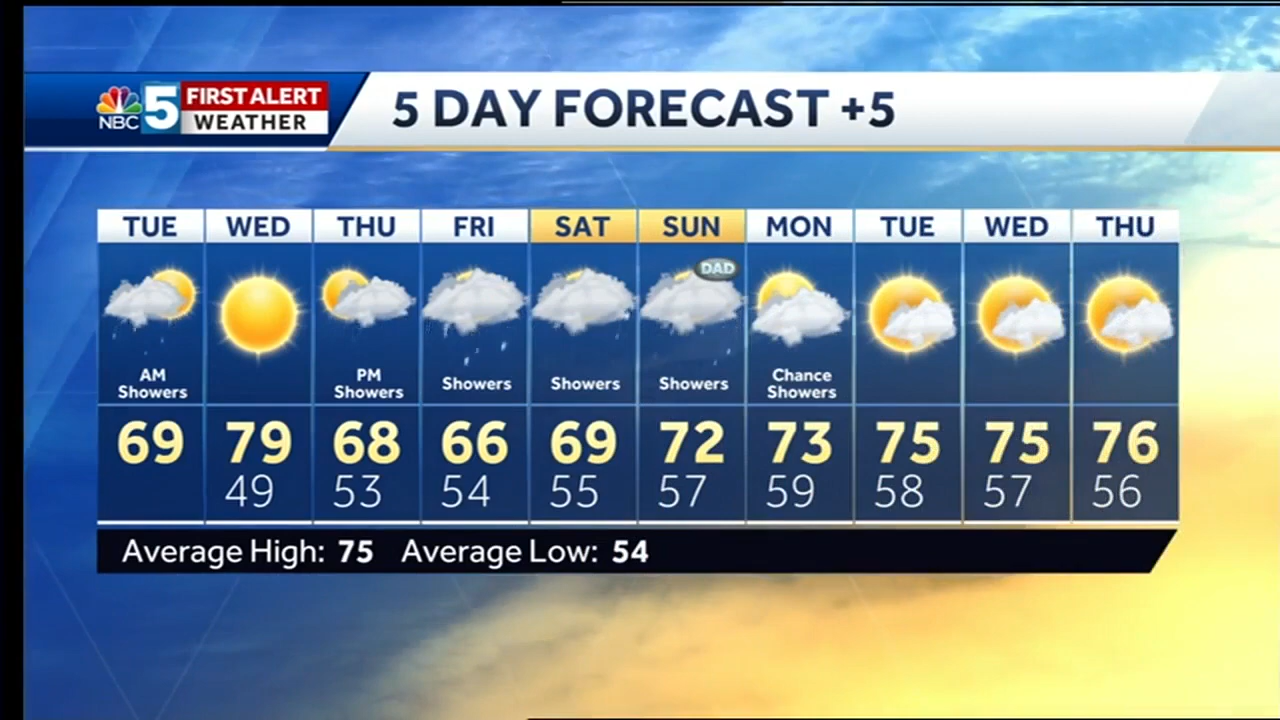 NBC 5 FIRST ALERT WEATHER
5 DAY FORECAST +5
TUE WED THU FRI SAT SUN MON TUE WED THU
DAD
AM Showers
PM Showers
Showers
Showers
Showers
Chance Showers
69 79 68 66 69 72 73 75 75 76
49 53 54 55 57 59 58 57 56
Average High: 75 Average Low: 54